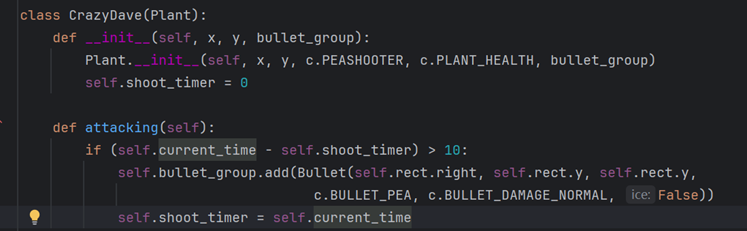 class CrazyDave(Plant):
    def __init__(self, x, y, bullet_group):
        Plant.__init__(self, x, y, c.PEASHOOTER, c.PLANT_HEALTH, bullet_group)
        self.shoot_timer = 0

    def attacking(self):
        if (self.current_time - self.shoot_timer) > 10:
            self.bullet_group.add(Bullet(self.rect.right, self.rect.y, self.rect.y,
                                    c.BULLET_PEA, c.BULLET_DAMAGE_NORMAL, ice: False))
            self.shoot_timer = self.current_time